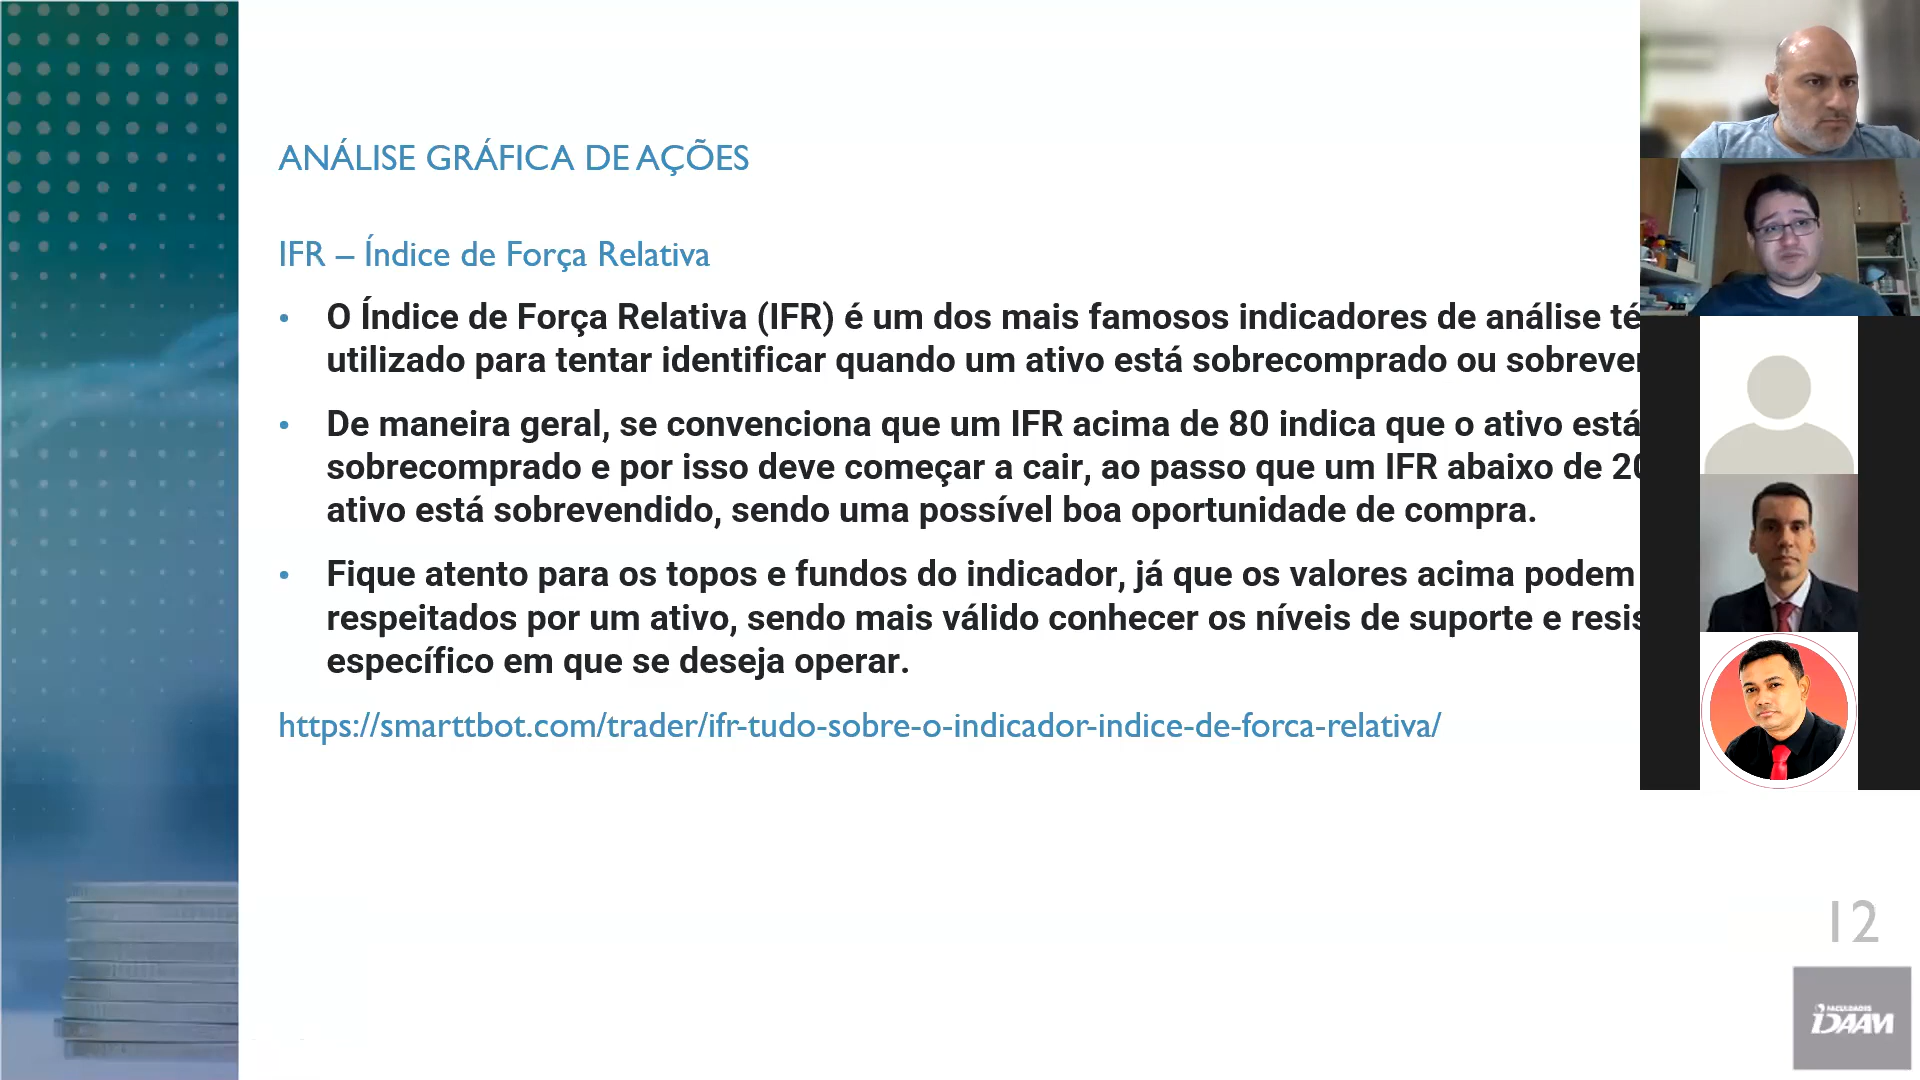 ANÁLISE GRÁFICA DE AÇÕES
IFR – Índice de Força Relativa
• O Índice de Força Relativa (IFR) é um dos mais famosos indicadores de análise té
utilizado para tentar identificar quando um ativo está sobrecomprado ou sobreve
• De maneira geral, se convenciona que um IFR acima de 80 indica que o ativo está
sobrecomprado e por isso deve começar a cair, ao passo que um IFR abaixo de 20
ativo está sobrevendido, sendo uma possível boa oportunidade de compra.
• Fique atento para os topos e fundos do indicador, já que os valores acima podem
respeitados por um ativo, sendo mais válido conhecer os níveis de suporte e resis
específico em que se deseja operar.
https://smarttbot.com/trader/ifr-tudo-sobre-o-indicador-indice-de-forca-relativa/
12
FACULDADES
IDAAM